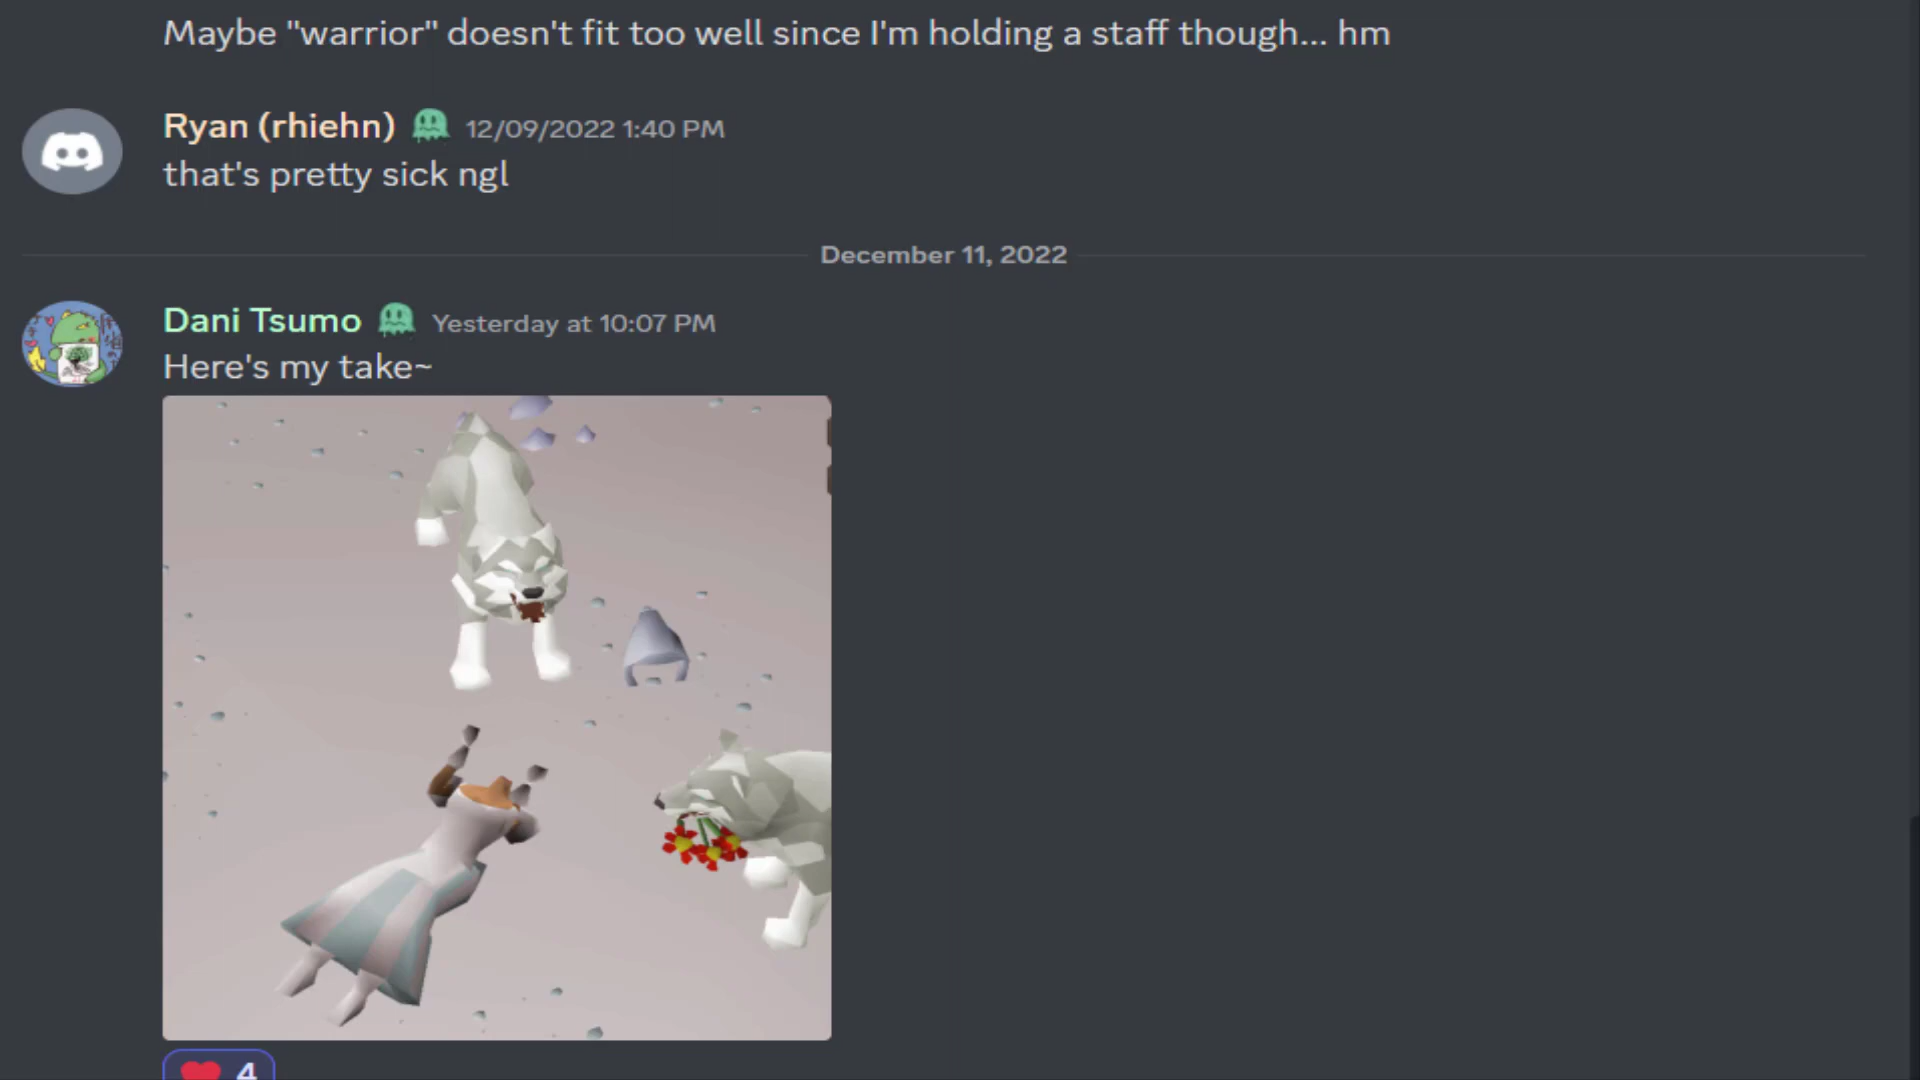 Maybe "warrior" doesn't fit too well since I'm holding a staff though... hm
Ryan (rhiehn) 12/09/2022 1:40 PM
that's pretty sick ngl
December 11, 2022
Dani Tsumo Yesterday at 10:07 PM
Here's my take~
4